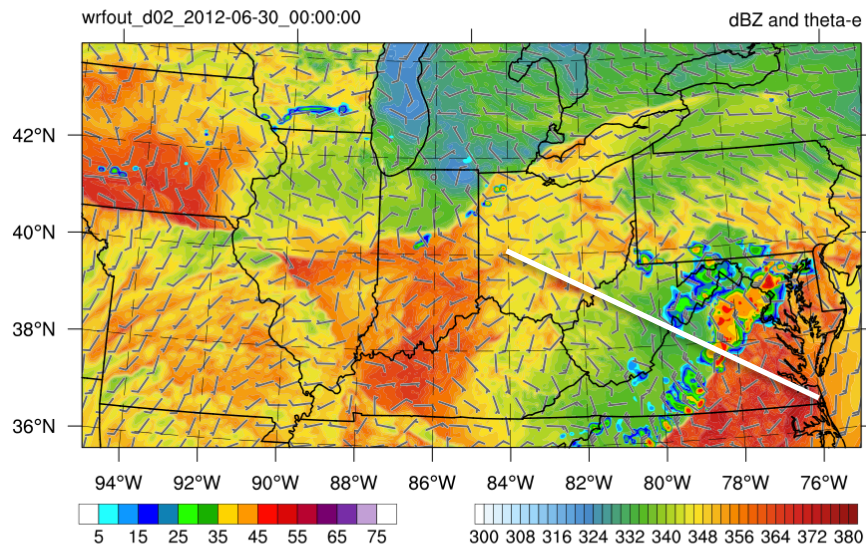 wrfout_d02_2012-06-30_00:00:00 dBZ and theta-e
42°N
40°N
38°N
36°N
94°W 92°W 90°W 88°W 86°W 84°W 82°W 80°W 78°W 76°W
5 15 25 35 45 55 65 75
300 308 316 324 332 340 348 356 364 372 380